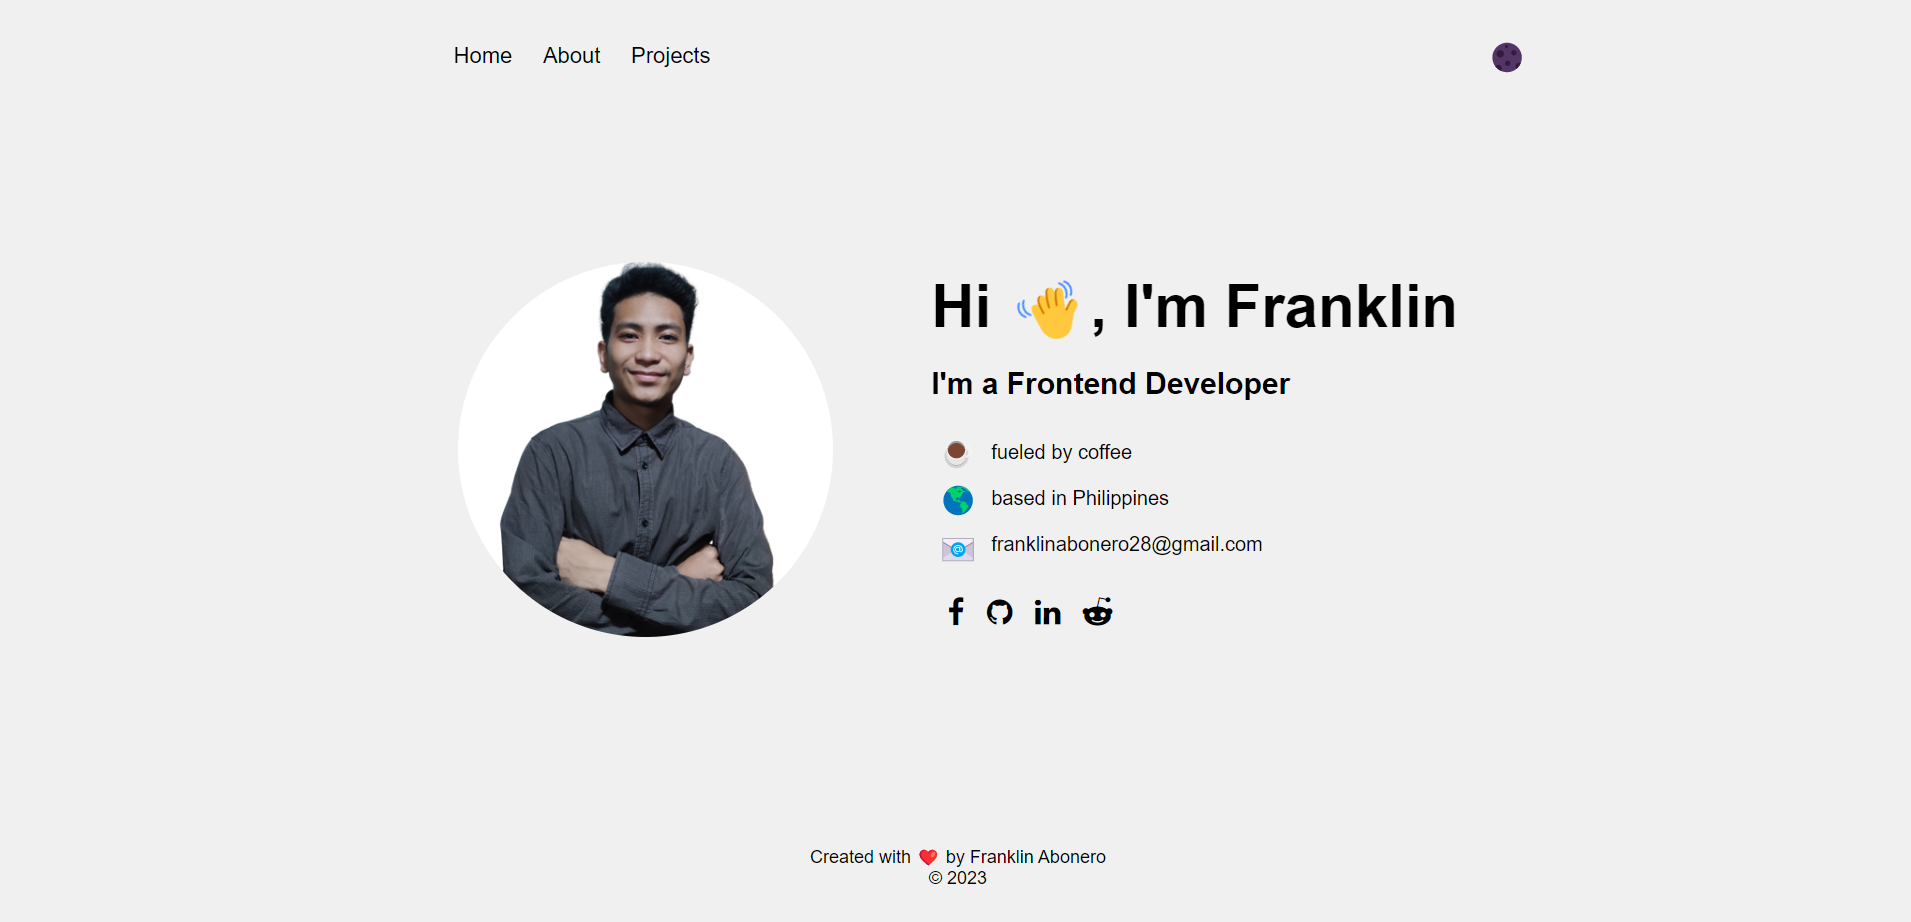 Home About Projects
Hi 👋, I'm Franklin
I'm a Frontend Developer
fueled by coffee
based in Philippines
franklinabonero28@gmail.com
Created with ❤️ by Franklin Abonero
© 2023